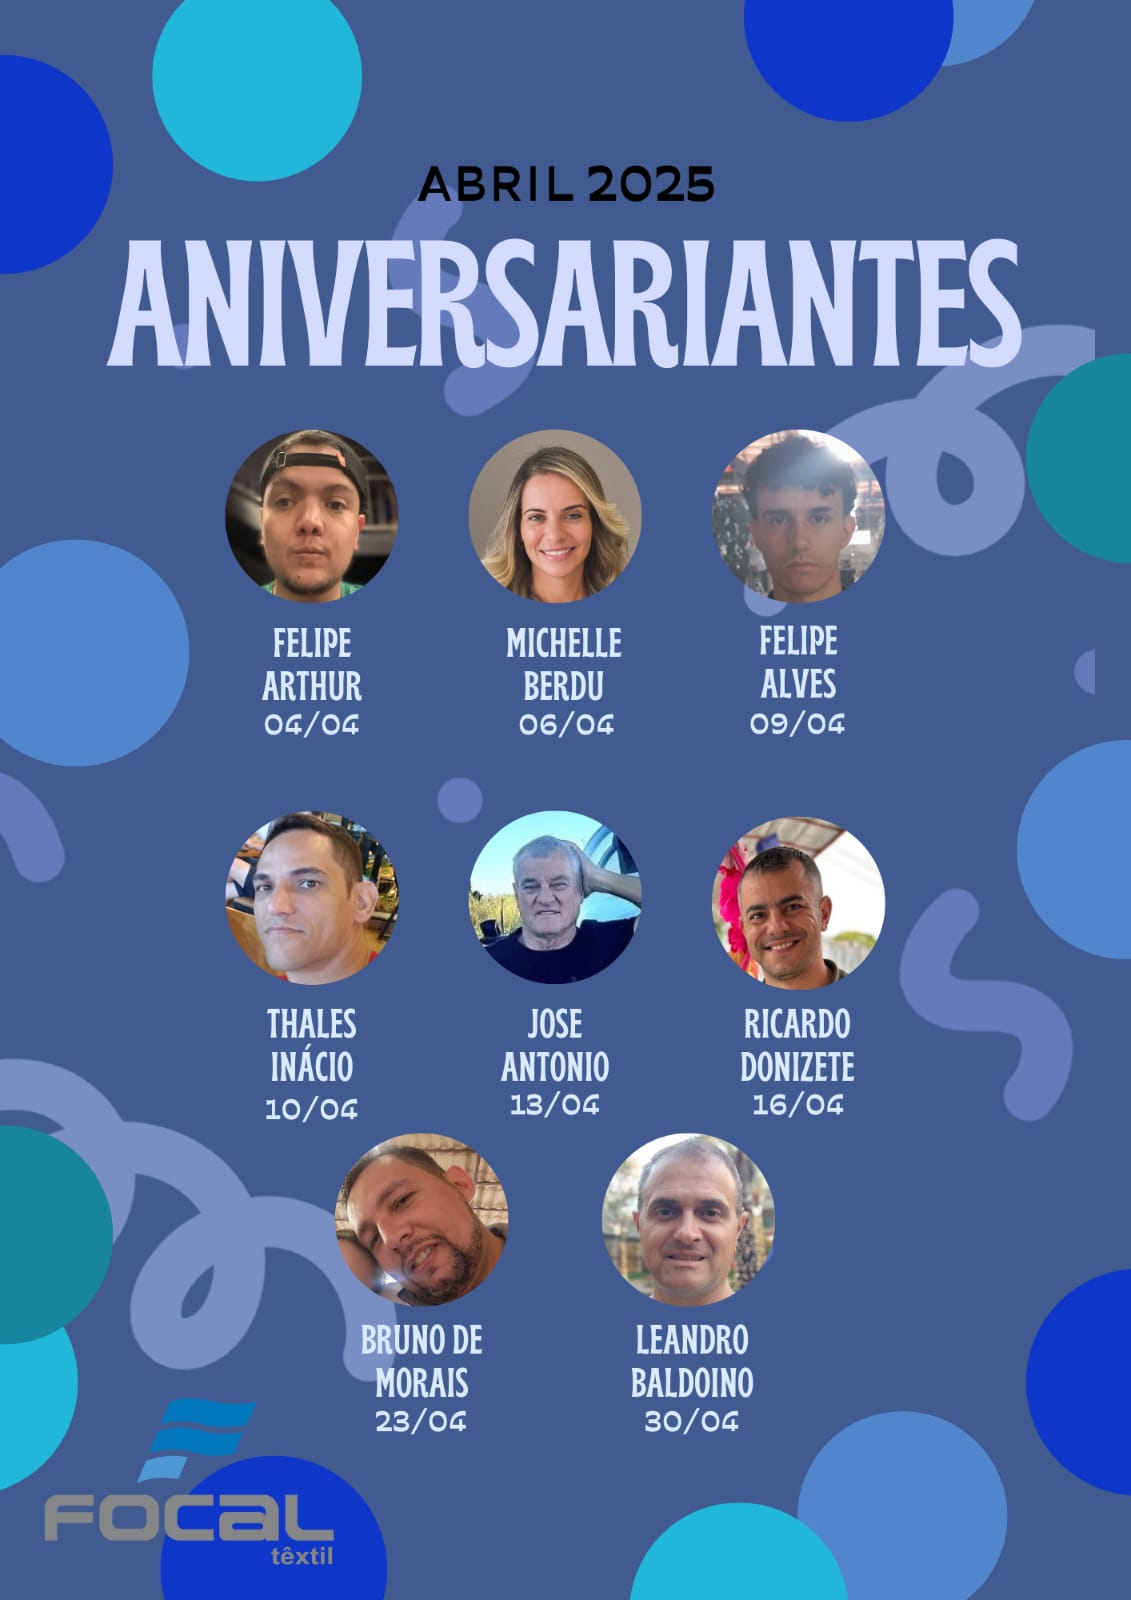 ABRIL 2025
ANIVERSARIANTES
FELIPE
ARTHUR
04/04
MICHELLE
BERDU
06/04
FELIPE
ALVES
09/04
THALES
INÁCIO
10/04
JOSE
ANTONIO
13/04
RICARDO
DONIZETE
16/04
BRUNO DE
MORAIS
23/04
LEANDRO
BALDOINO
30/04
FOCAL
têxtil